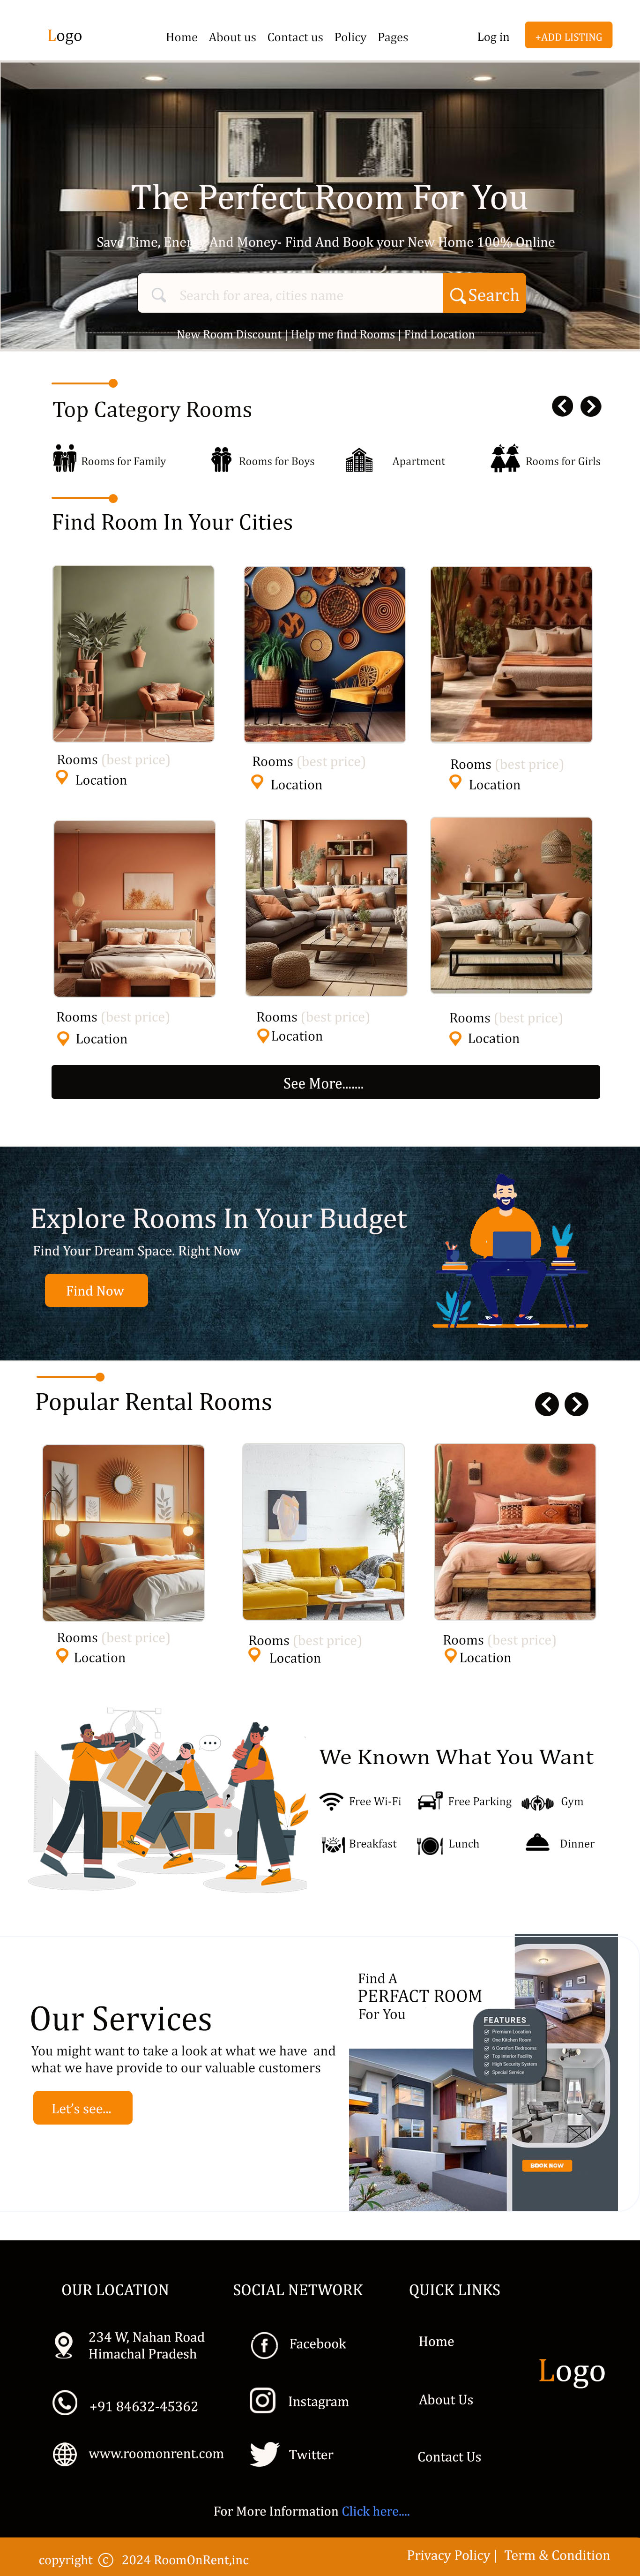 Logo
Home About us Contact us Policy Pages
Log in
+ADD LISTING
The Perfect Room For You
Save Time, Energy And Money- Find And Book your New Home 100% Online
Search for area, cities name
Search
New Room Discount | Help me find Rooms | Find Location
Top Category Rooms
Rooms for Family
Rooms for Boys
Apartment
Rooms for Girls
Find Room In Your Cities
Rooms (best price)
Location
Rooms (best price)
Location
Rooms (best price)
Location
Rooms (best price)
Location
Rooms (best price)
Location
Rooms (best price)
Location
See More.......
Explore Rooms In Your Budget
Find Your Dream Space. Right Now
Find Now
Popular Rental Rooms
Rooms (best price)
Location
Rooms (best price)
Location
Rooms (best price)
Location
We Known What You Want
Free Wi-Fi
P
Free Parking
Gym
Breakfast
Lunch
Dinner
Our Services
You might want to take a look at what we have and
what we have provide to our valuable customers
Let's see...
Find A
PERFACT ROOM
For You
FEATURES
Premium Location
One Kitchen Room
6 Comfort Bedrooms
Top interior Facility
High Security System
Special Service
BOOK NOW
OUR LOCATION
234 W, Nahan Road
Himachal Pradesh
+91 84632-45362
www.roomonrent.com
SOCIAL NETWORK
Facebook
Instagram
Twitter
QUICK LINKS
Home
About Us
Contact Us
Logo
For More Information Click here....
copyright © 2024 RoomOnRent,inc
Privacy Policy | Term & Condition